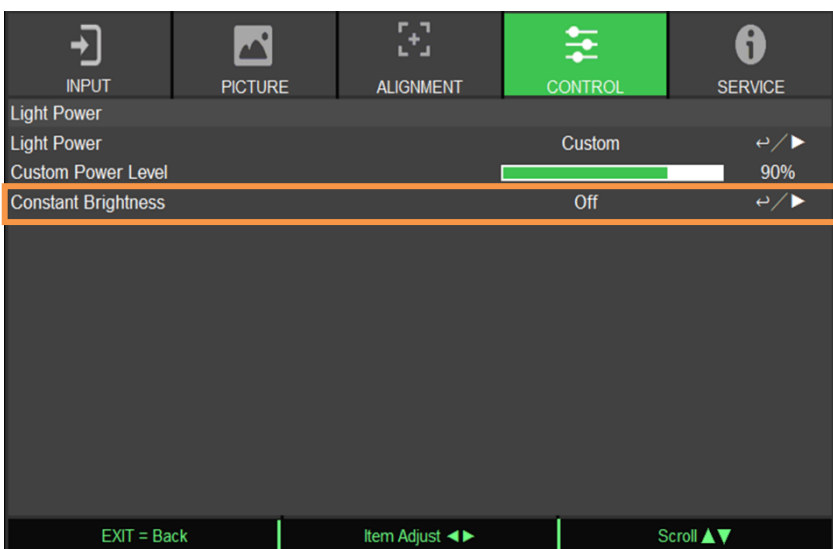 INPUT PICTURE ALIGNMENT CONTROL SERVICE
Light Power
Light Power Custom ↩/▶
Custom Power Level 90%
Constant Brightness Off ↩/▶
EXIT = Back Item Adjust ◀▶ Scroll ▲▼